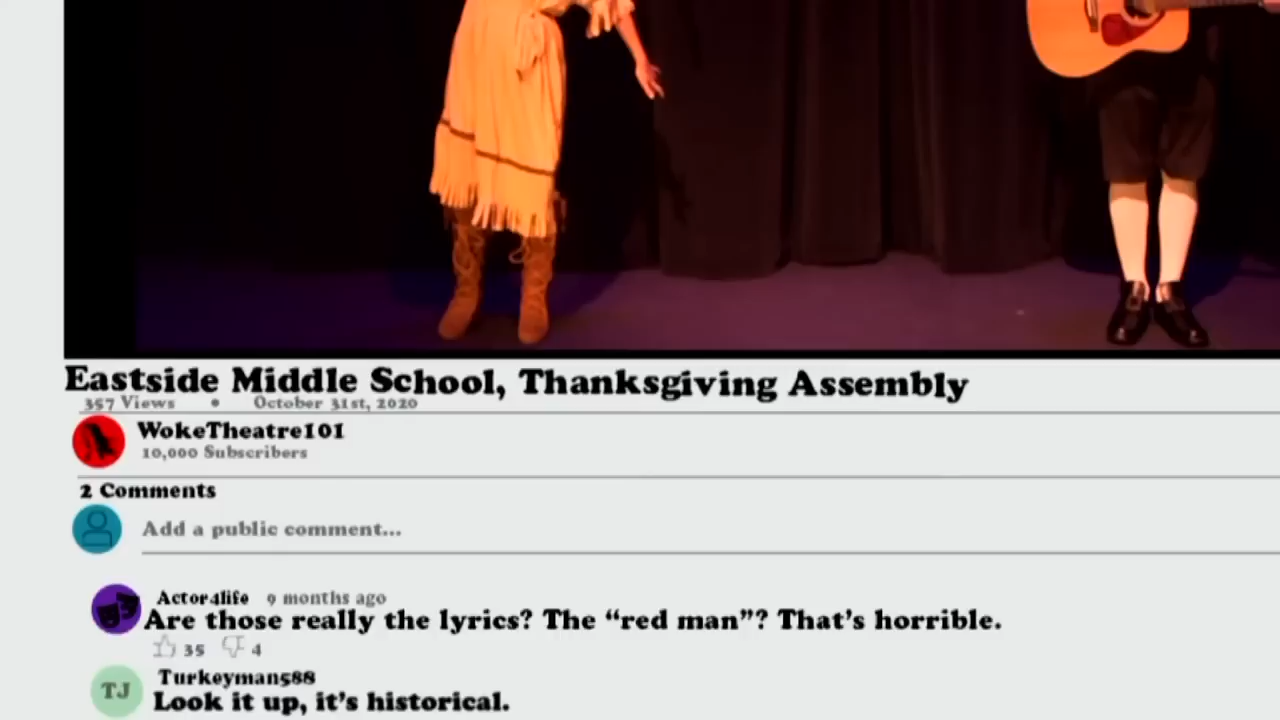 Eastside Middle School, Thanksgiving Assembly
357 Views • October 31st, 2020
WokeTheatre101
10,000 Subscribers
2 Comments
Add a public comment...
Actor4life 9 months ago
Are those really the lyrics? The “red man”? That’s horrible.
35 4
Turkeyman588
TJ
Look it up, it’s historical.